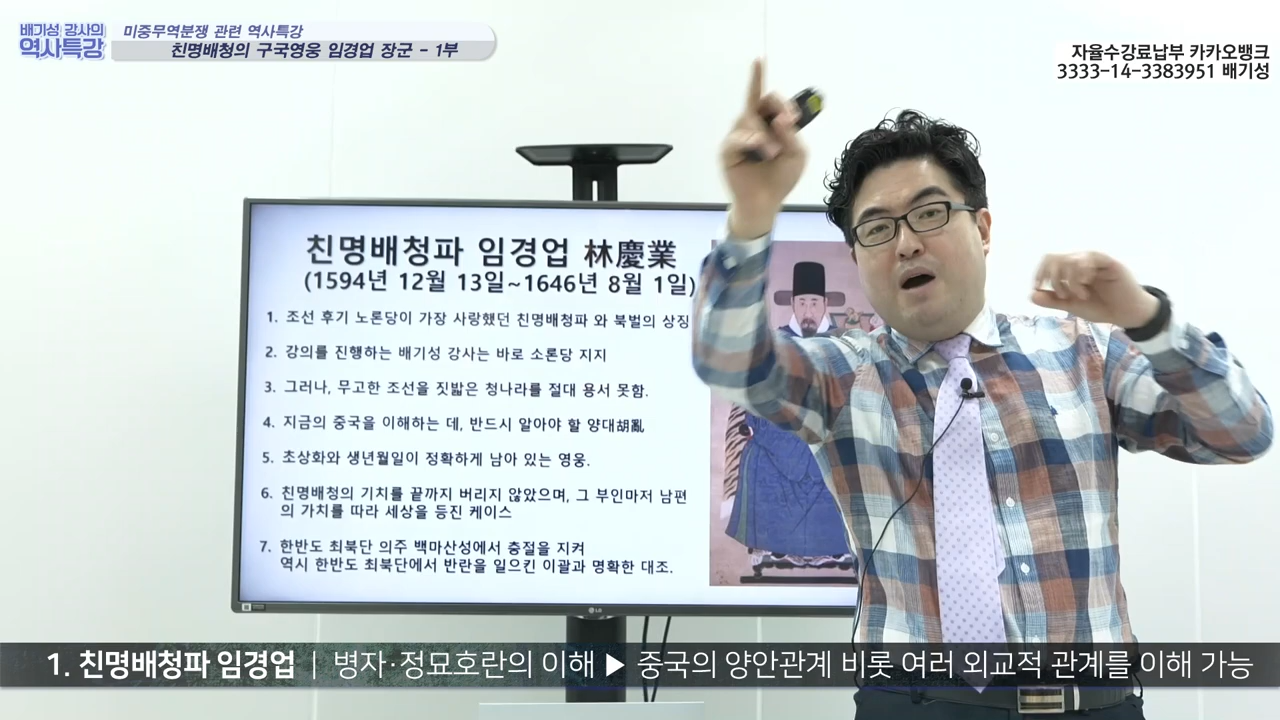 배기성 강사의
역사특강
미중무역분쟁 관련 역사특강
친명배청의 구국영웅 임경업 장군 - 1부
자율수강료납부 카카오뱅크
3333-14-3383951 배기성
친명배청파 임경업 林慶業
(1594년 12월 13일~1646년 8월 1일)
1. 조선 후기 노론당이 가장 사랑했던 친명배청파 와 북벌의 상징
2. 강의를 진행하는 배기성 강사는 바로 소론당 지지
3. 그러나, 무고한 조선을 짓밟은 청나라를 절대 용서 못함.
4. 지금의 중국을 이해하는 데, 반드시 알아야 할 양대胡亂
5. 초상화와 생년월일이 정확하게 남아 있는 영웅.
6. 친명배청의 기치를 끝까지 버리지 않았으며, 그 부인마저 남편
의 가치를 따라 세상을 등진 케이스
7. 한반도 최북단 의주 백마산성에서 충절을 지켜
역시 한반도 최북단에서 반란을 일으킨 이괄과 명확한 대조.
LG
1. 친명배청파 임경업 | 병자·정묘호란의 이해 ▶ 중국의 양안관계 비롯 여러 외교적 관계를 이해 가능